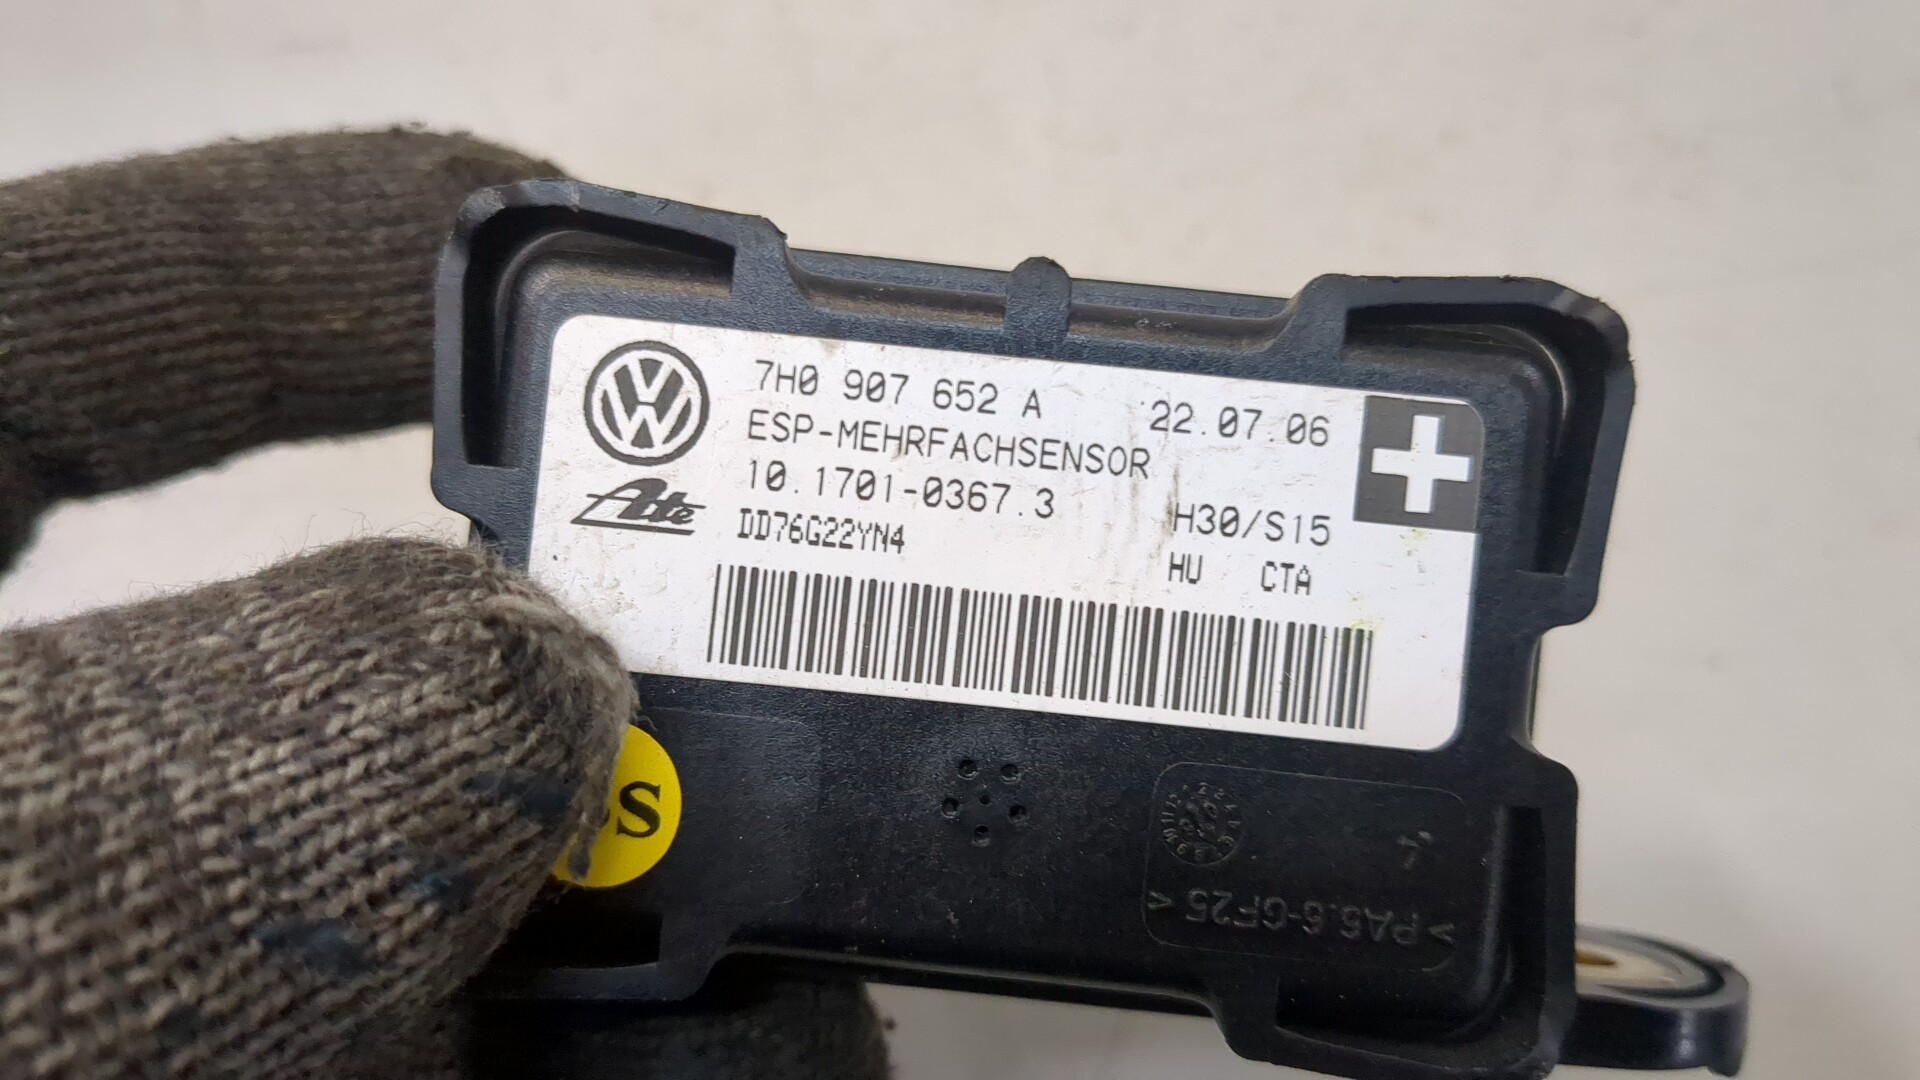 7H0 907 652 A 22.07.06
ESP-MEHRFACHSENSOR
10.1701-0367.3 H30/S15
Ate DD76G22YN4 HU CTA
S
>PA6.6-GF25<